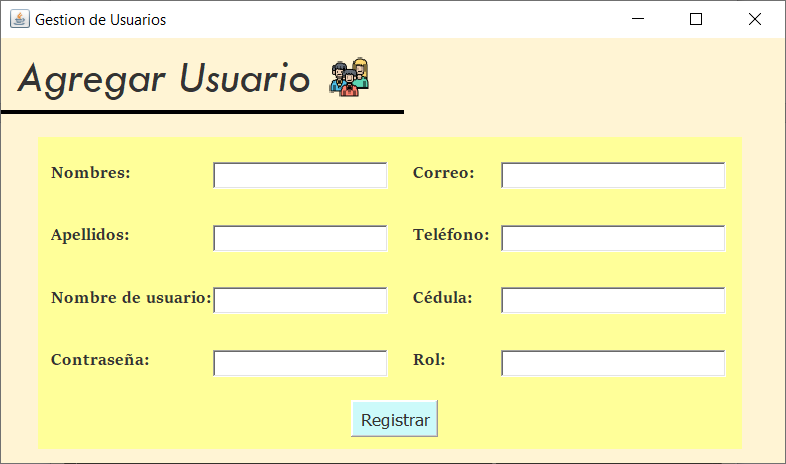 Gestion de Usuarios
Agregar Usuario
Nombres:
Correo:
Apellidos:
Teléfono:
Nombre de usuario:
Cédula:
Contraseña:
Rol:
Registrar